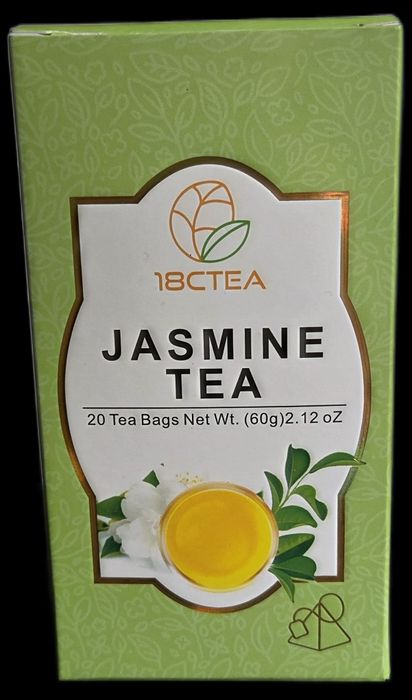 18CTEA
JASMINE
TEA
20 Tea Bags Net Wt. (60g)2.12 oZ